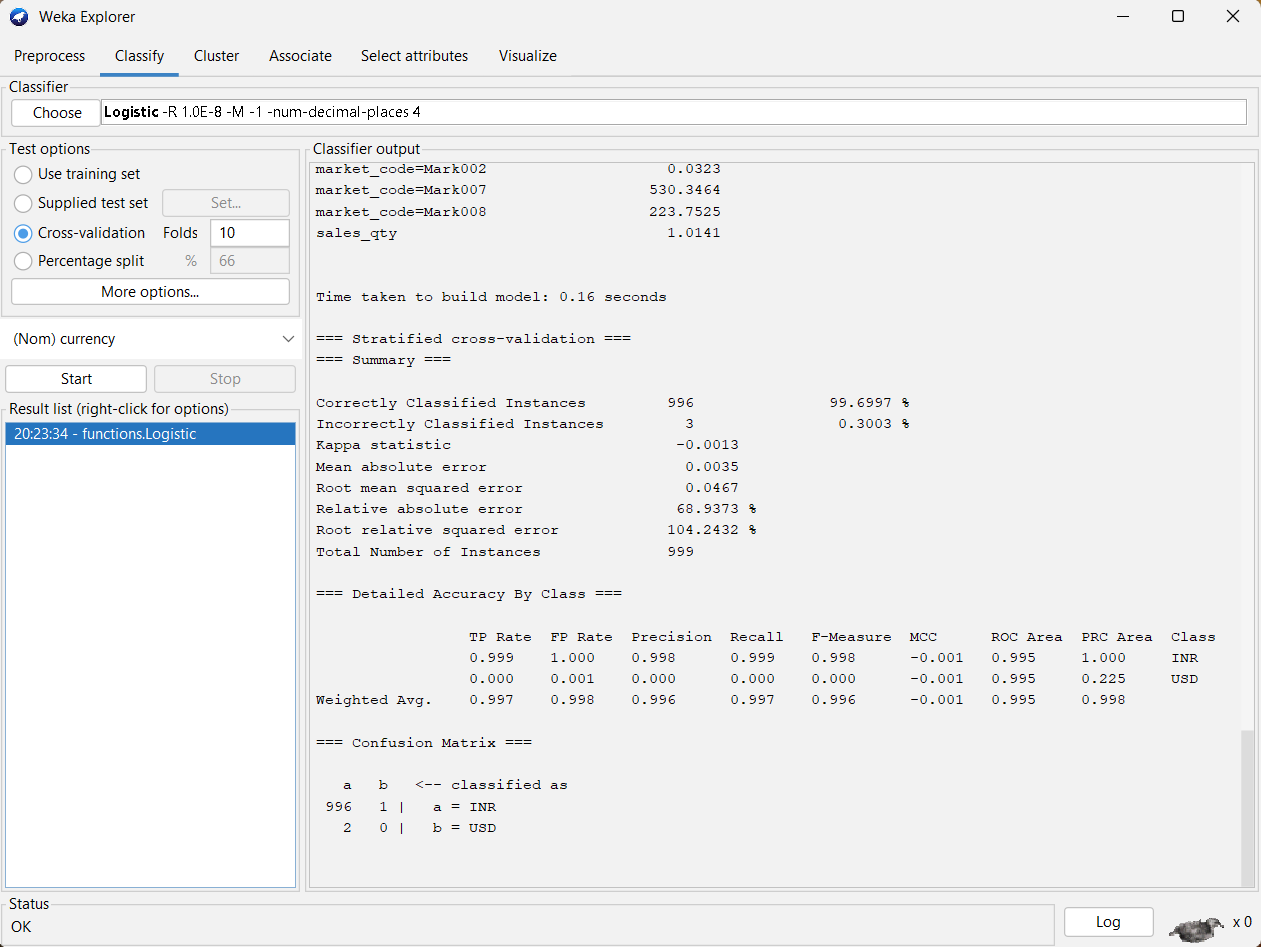 Weka Explorer
Preprocess Classify Cluster Associate Select attributes Visualize
Classifier
Choose Logistic -R 1.0E-8 -M -1 -num-decimal-places 4
Test options
Use training set
Supplied test set Set...
Cross-validation Folds 10
Percentage split % 66
More options...
(Nom) currency
Start Stop
Result list (right-click for options)
20:23:34 - functions.Logistic
Classifier output
market_code=Mark002 0.0323
market_code=Mark007 530.3464
market_code=Mark008 223.7525
sales_qty 1.0141
Time taken to build model: 0.16 seconds
=== Stratified cross-validation ===
=== Summary ===
Correctly Classified Instances 996 99.6997 %
Incorrectly Classified Instances 3 0.3003 %
Kappa statistic -0.0013
Mean absolute error 0.0035
Root mean squared error 0.0467
Relative absolute error 68.9373 %
Root relative squared error 104.2432 %
Total Number of Instances 999
=== Detailed Accuracy By Class ===
TP Rate FP Rate Precision Recall F-Measure MCC ROC Area PRC Area Class
0.999 1.000 0.998 0.999 0.998 -0.001 0.995 1.000 INR
0.000 0.001 0.000 0.000 0.000 -0.001 0.995 0.225 USD
Weighted Avg. 0.997 0.998 0.996 0.997 0.996 -0.001 0.995 0.998
=== Confusion Matrix ===
a b <-- classified as
996 1 | a = INR
2 0 | b = USD
Status
OK
Log
x 0